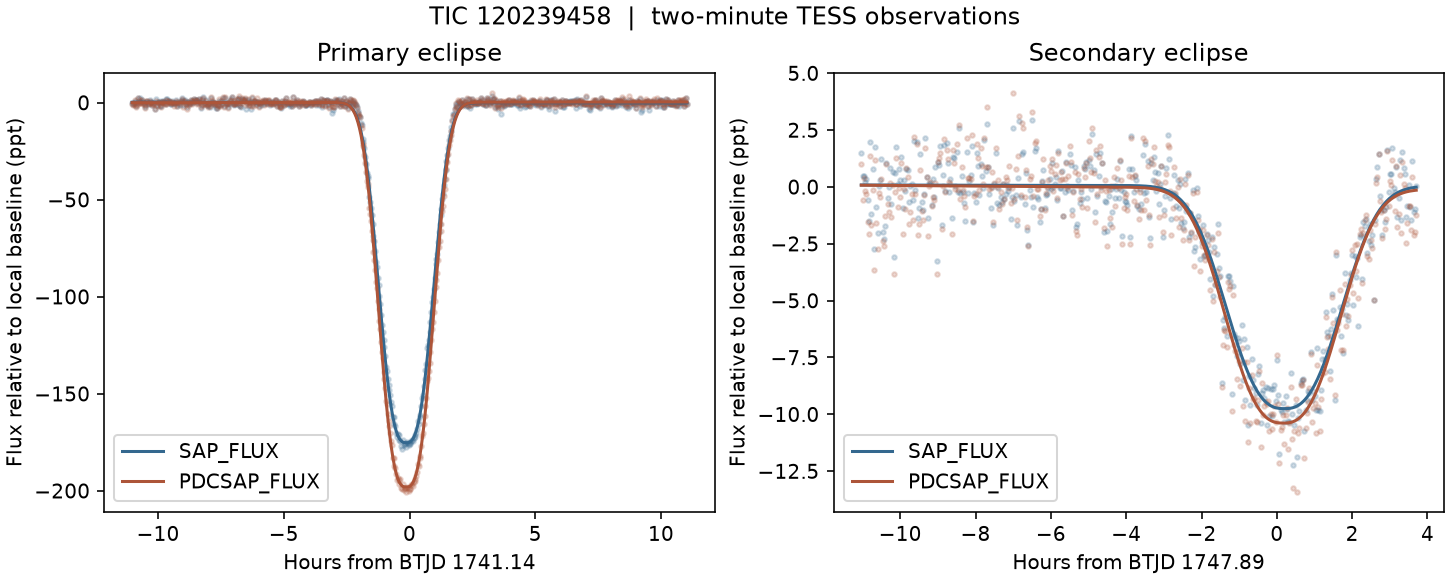 TIC 120239458 | two-minute TESS observations
Primary eclipse
Flux relative to local baseline (ppt)
0
−50
−100
−150
−200
SAP_FLUX
PDCSAP_FLUX
−10
−5
0
5
10
Hours from BTJD 1741.14
Secondary eclipse
Flux relative to local baseline (ppt)
5.0
2.5
0.0
−2.5
−5.0
−7.5
−10.0
−12.5
SAP_FLUX
PDCSAP_FLUX
−10
−8
−6
−4
−2
0
2
4
Hours from BTJD 1747.89